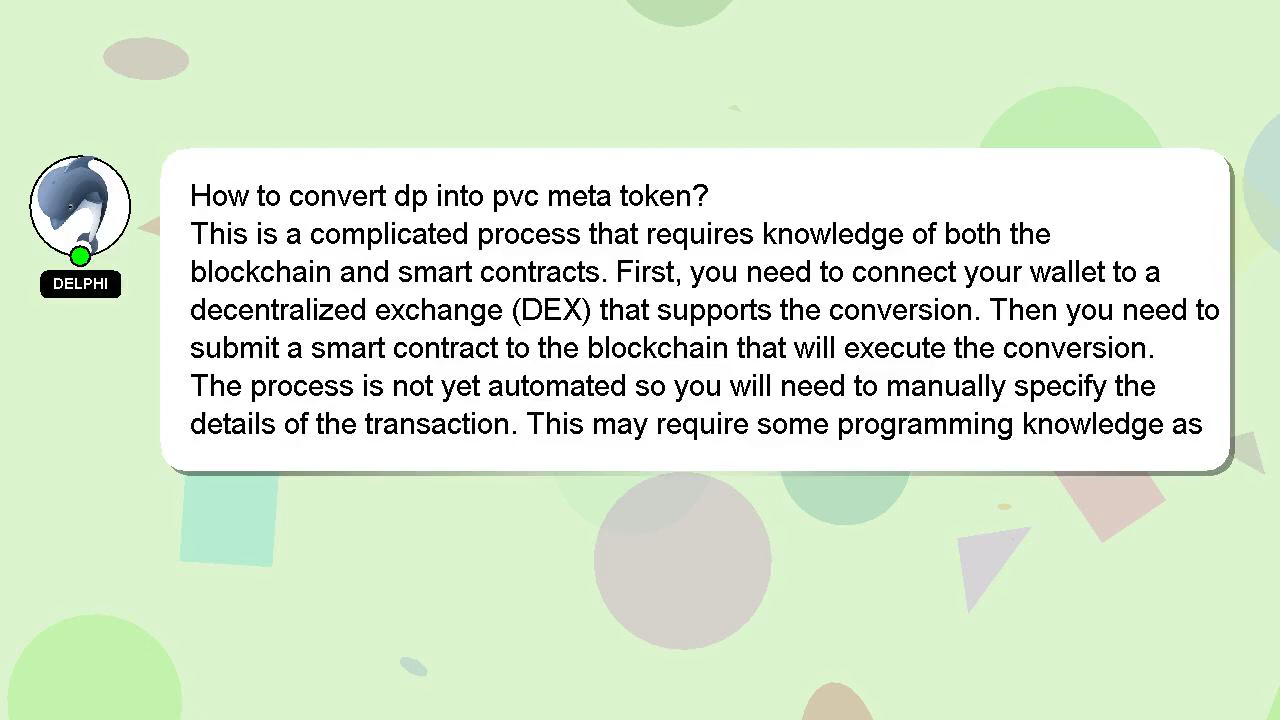 How to convert dp into pvc meta token?
This is a complicated process that requires knowledge of both the
blockchain and smart contracts. First, you need to connect your wallet to a
decentralized exchange (DEX) that supports the conversion. Then you need to
submit a smart contract to the blockchain that will execute the conversion.
The process is not yet automated so you will need to manually specify the
details of the transaction. This may require some programming knowledge as
DELPHI